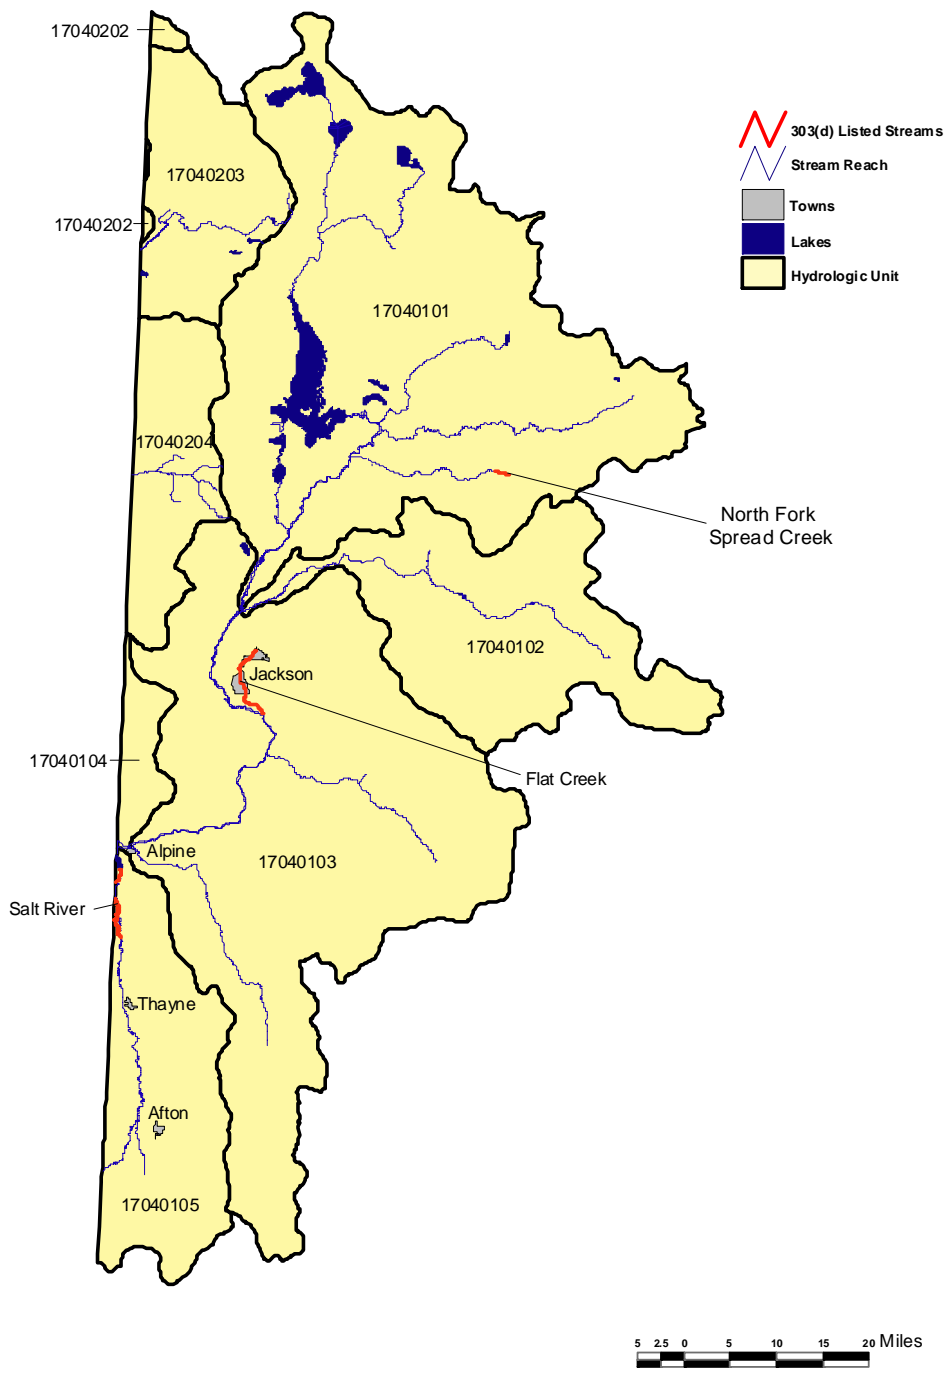 17040202
303(d) Listed Streams
Stream Reach
17040203
Towns
17040202
Lakes
Hydrologic Unit
17040101
17040204
North Fork
Spread Creek
17040102
Jackson
17040104
Flat Creek
Alpine
17040103
Salt River
Thayne
Afton
17040105
5 2.5 0 5 10 15 20 Miles